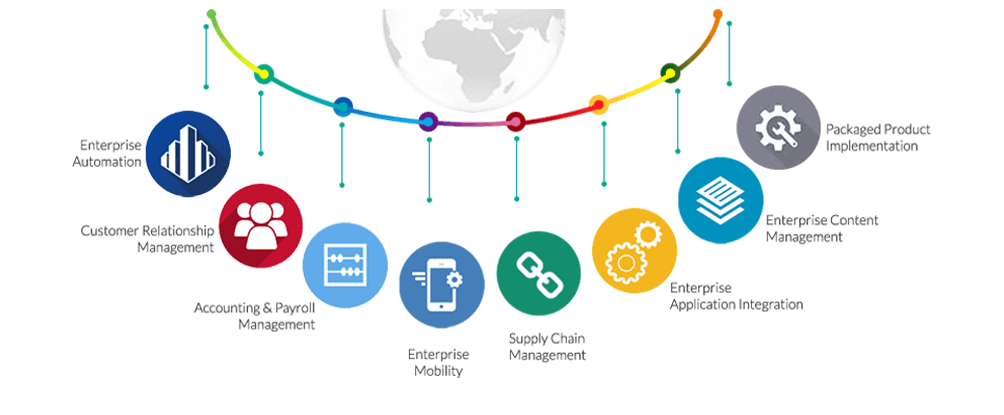 Enterprise
Automation
Customer Relationship
Management
Accounting & Payroll
Management
Enterprise
Mobility
Supply Chain
Management
Enterprise
Application Integration
Enterprise Content
Management
Packaged Product
Implementation